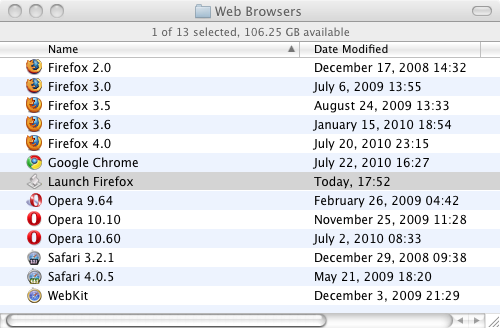 Web Browsers
1 of 13 selected, 106.25 GB available
Name Date Modified
Firefox 2.0 December 17, 2008 14:32
Firefox 3.0 July 6, 2009 13:55
Firefox 3.5 August 24, 2009 13:33
Firefox 3.6 January 15, 2010 18:54
Firefox 4.0 July 20, 2010 23:15
Google Chrome July 22, 2010 16:27
Launch Firefox Today, 17:52
Opera 9.64 February 26, 2009 04:42
Opera 10.10 November 25, 2009 11:28
Opera 10.60 July 2, 2010 08:33
Safari 3.2.1 December 29, 2008 09:38
Safari 4.0.5 May 21, 2009 18:20
WebKit December 3, 2009 21:29